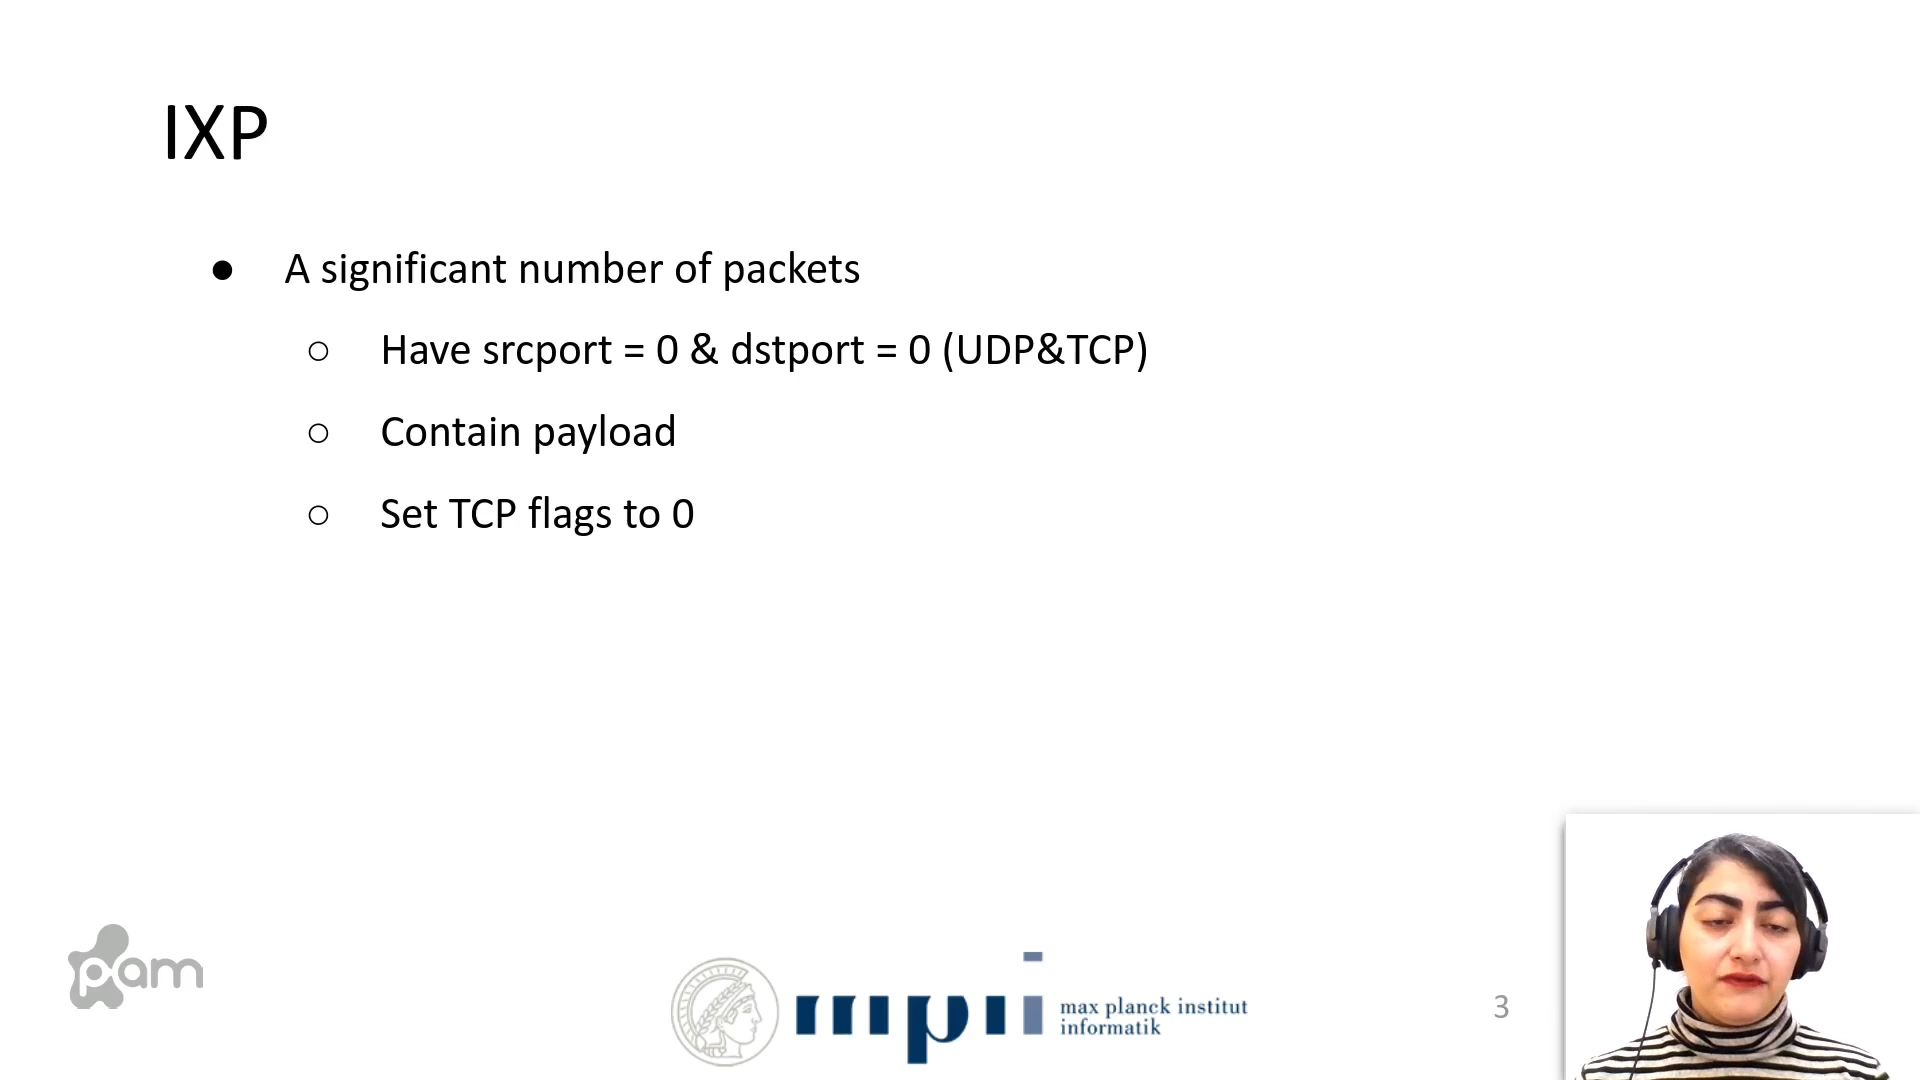 IXP
● A significant number of packets
○ Have srcport = 0 & dstport = 0 (UDP&TCP)
○ Contain payload
○ Set TCP flags to 0
pam
mpii
max planck institut
informatik
3